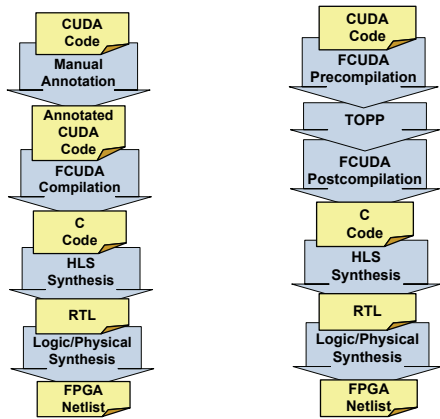 CUDA
Code
Manual
Annotation
Annotated
CUDA
Code
FCUDA
Compilation
C
Code
HLS
Synthesis
RTL
Logic/Physical
Synthesis
FPGA
Netlist
CUDA
Code
FCUDA
Precompilation
TOPP
FCUDA
Postcompilation
C
Code
HLS
Synthesis
RTL
Logic/Physical
Synthesis
FPGA
Netlist